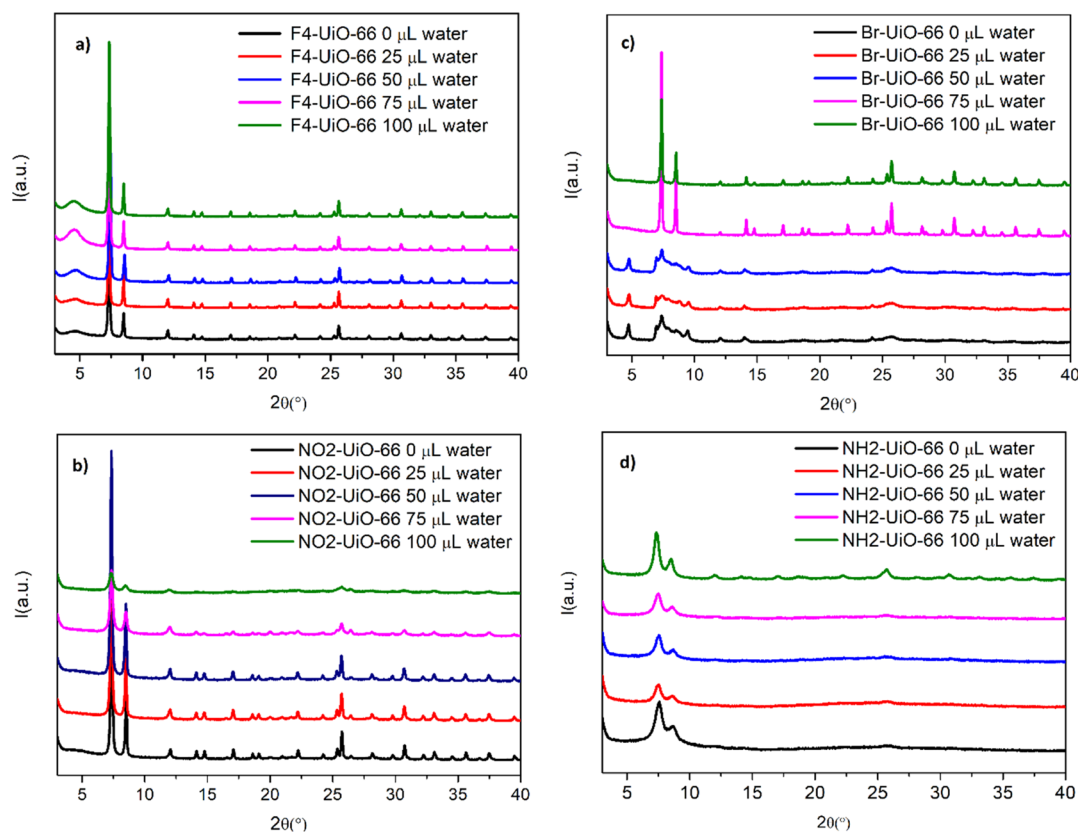 a)
F4-UiO-66 0 μL water
F4-UiO-66 25 μL water
F4-UiO-66 50 μL water
F4-UiO-66 75 μL water
F4-UiO-66 100 μL water
I(a.u.)
5 10 15 20 25 30 35 40
2θ(°)
c)
Br-UiO-66 0 μL water
Br-UiO-66 25 μL water
Br-UiO-66 50 μL water
Br-UiO-66 75 μL water
Br-UiO-66 100 μL water
I(a.u.)
5 10 15 20 25 30 35 40
2θ(°)
b)
NO2-UiO-66 0 μL water
NO2-UiO-66 25 μL water
NO2-UiO-66 50 μL water
NO2-UiO-66 75 μL water
NO2-UiO-66 100 μL water
I(a.u.)
5 10 15 20 25 30 35 40
2θ(°)
d)
NH2-UiO-66 0 μL water
NH2-UiO-66 25 μL water
NH2-UiO-66 50 μL water
NH2-UiO-66 75 μL water
NH2-UiO-66 100 μL water
I(a.u.)
5 10 15 20 25 30 35 40
2θ(°)